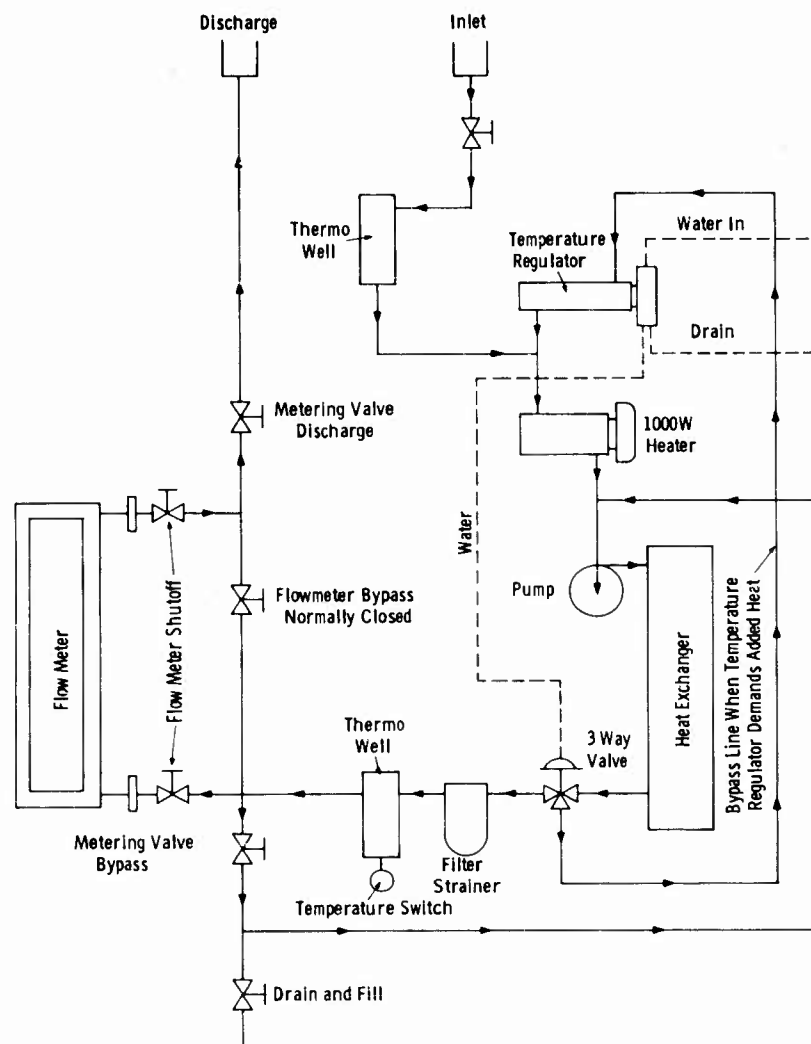 Discharge
Inlet
Thermo
Well
Temperature
Regulator
Water In
Drain
Metering Valve
Discharge
1000W
Heater
Flow Meter
Flow Meter Shutoff
Flowmeter Bypass
Normally Closed
Water
Pump
Heat Exchanger
Bypass Line When Temperature
Regulator Demands Added Heat
Thermo
Well
3 Way
Valve
Metering Valve
Bypass
Filter
Strainer
Temperature Switch
Drain and Fill